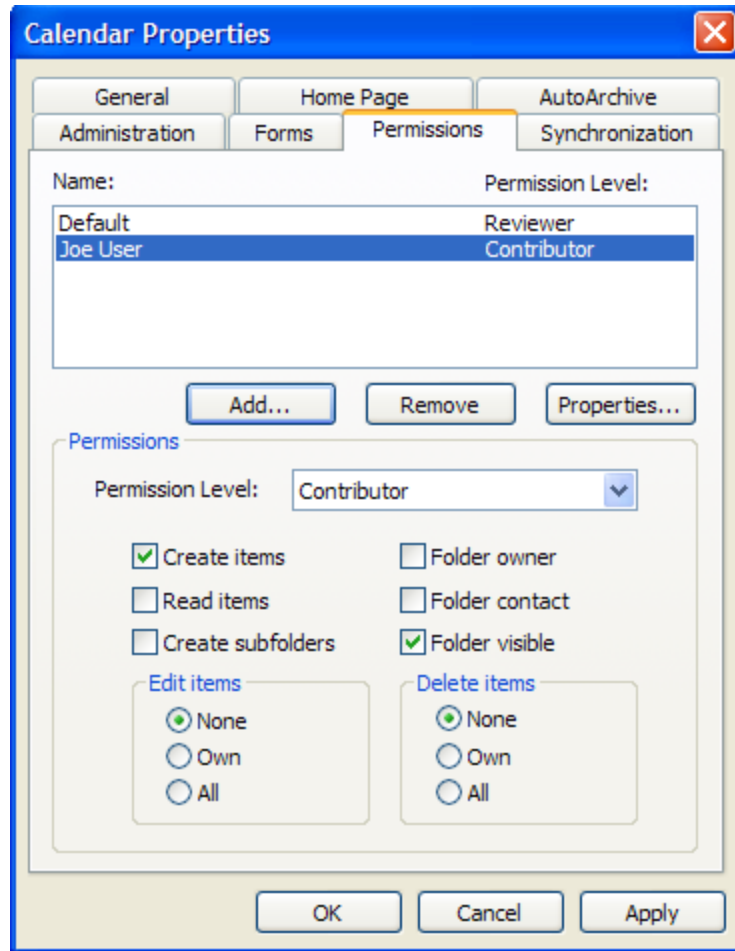 Calendar Properties
General Home Page AutoArchive
Administration Forms Permissions Synchronization
Name: Permission Level:
Default Reviewer
Joe User Contributor
Add... Remove Properties...
Permissions
Permission Level: Contributor
Create items Folder owner
Read items Folder contact
Create subfolders Folder visible
Edit items Delete items
None None
Own Own
All All
OK Cancel Apply